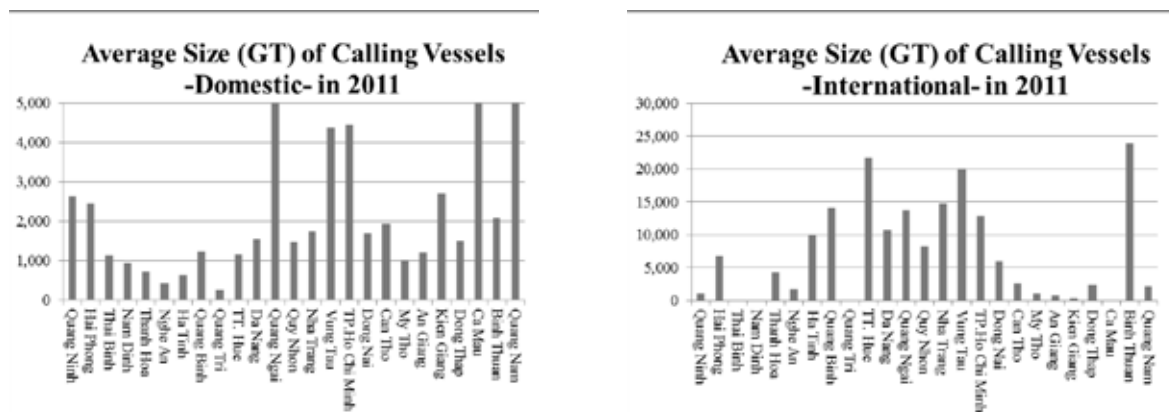 Average Size (GT) of Calling Vessels
-Domestic- in 2011
5,000
4,000
3,000
2,000
1,000
0
Quang Ninh
Hai Phong
Thai Binh
Nam Dinh
Thanh Hoa
Nghe An
Ha Tinh
Quang Binh
Quang Tri
TT. Hue
Da Nang
Quang Ngai
Quy Nhon
Nha Trang
Vung Tau
TP.Ho Chi Minh
Dong Nai
Can Tho
My Tho
An Giang
Kien Giang
Dong Thap
Ca Mau
Binh Thuan
Quang Nam
Average Size (GT) of Calling Vessels
-International- in 2011
30,000
25,000
20,000
15,000
10,000
5,000
0
Quang Ninh
Hai Phong
Thai Binh
Nam Dinh
Thanh Hoa
Nghe An
Ha Tinh
Quang Binh
Quang Tri
TT. Hue
Da Nang
Quang Ngai
Quy Nhon
Nha Trang
Vung Tau
TP.Ho Chi Minh
Dong Nai
Can Tho
My Tho
An Giang
Kien Giang
Dong Thap
Ca Mau
Binh Thuan
Quang Nam